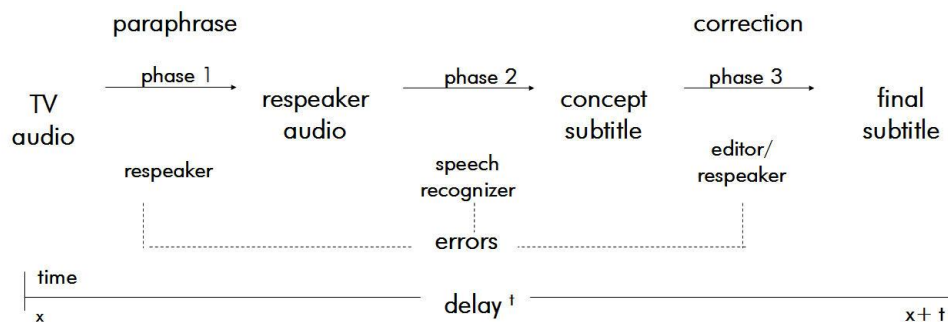 paraphrase
correction
phase 1
phase 2
phase 3
TV
audio
respeaker
audio
concept
subtitle
final
subtitle
respeaker
speech
recognizer
editor/
respeaker
errors
time
delay t
x
x+ t